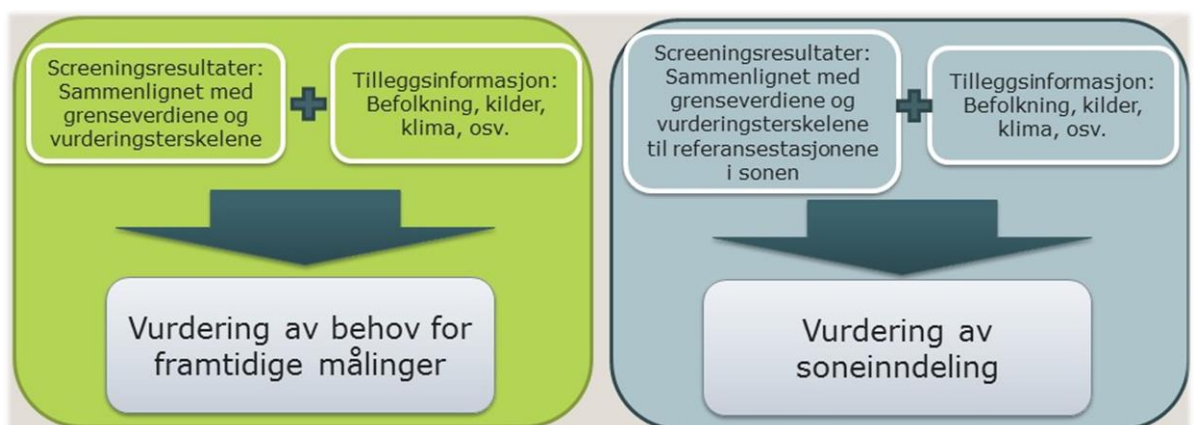 Screeningsresultater:
Sammenlignet med
grenseverdiene og
vurderingsterskelene
Tilleggsinformasjon:
Befolkning, kilder,
klima, osv.
Vurdering av behov for
framtidige målinger
Screeningsresultater:
Sammenlignet med
grenseverdiene og
vurderingsterskelene
til referansestasjonene
i sonen
Tilleggsinformasjon:
Befolkning, kilder,
klima, osv.
Vurdering av
soneinndeling